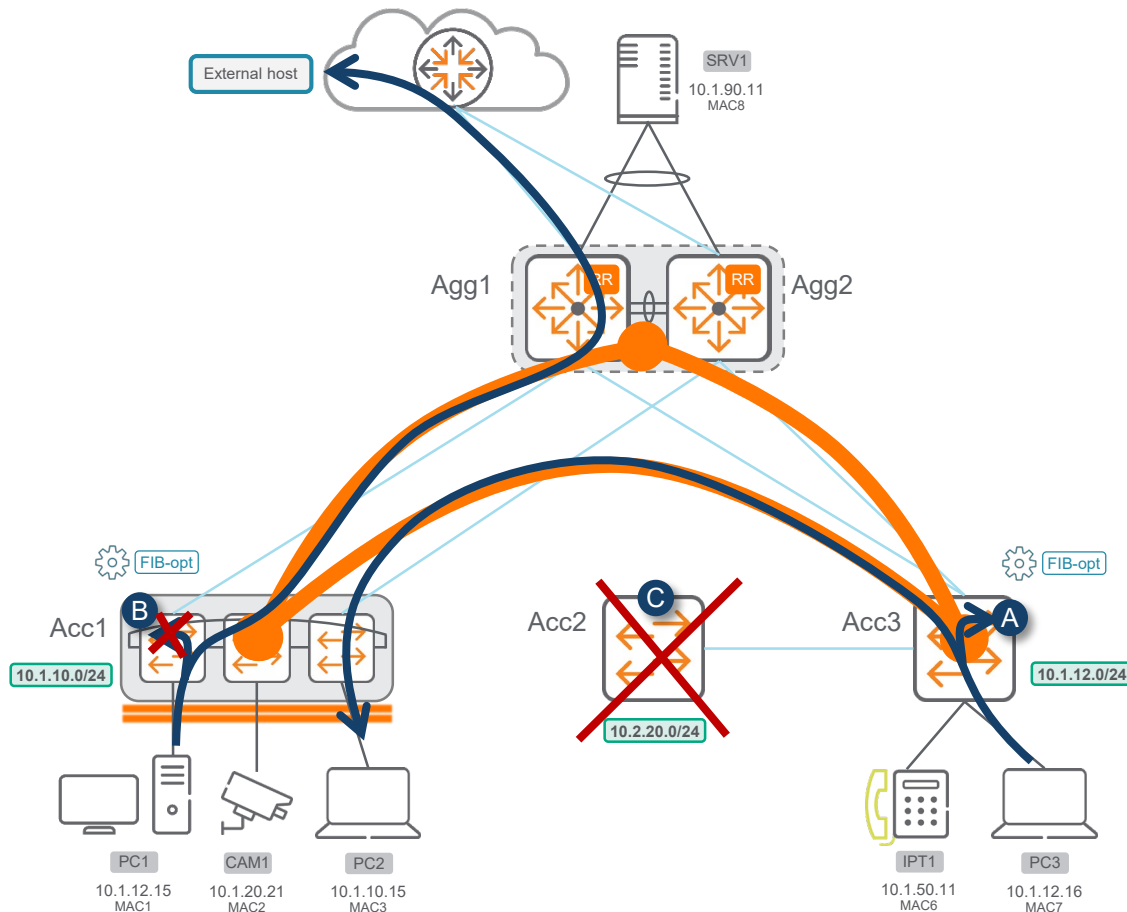 External host
SRV1
10.1.90.11
MAC8
Agg1
RR
RR
Agg2
FIB-opt
FIB-opt
B
C
A
Acc1
Acc2
Acc3
10.1.10.0/24
10.1.12.0/24
10.2.20.0/24
PC1
10.1.12.15
MAC1
CAM1
10.1.20.21
MAC2
PC2
10.1.10.15
MAC3
IPT1
10.1.50.11
MAC6
PC3
10.1.12.16
MAC7